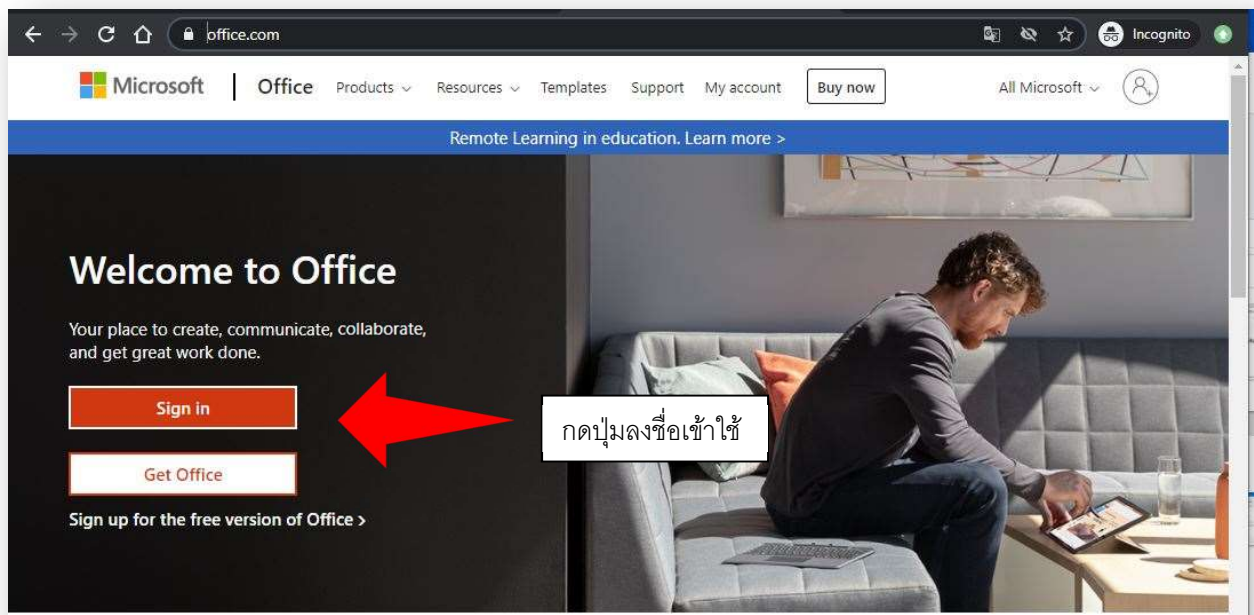 office.com
Incognito
Microsoft | Office Products Resources Templates Support My account Buy now All Microsoft
Remote Learning in education. Learn more >
Welcome to Office
Your place to create, communicate, collaborate,
and get great work done.
Sign in
กดปุ่มลงชื่อเข้าใช้
Get Office
Sign up for the free version of Office >